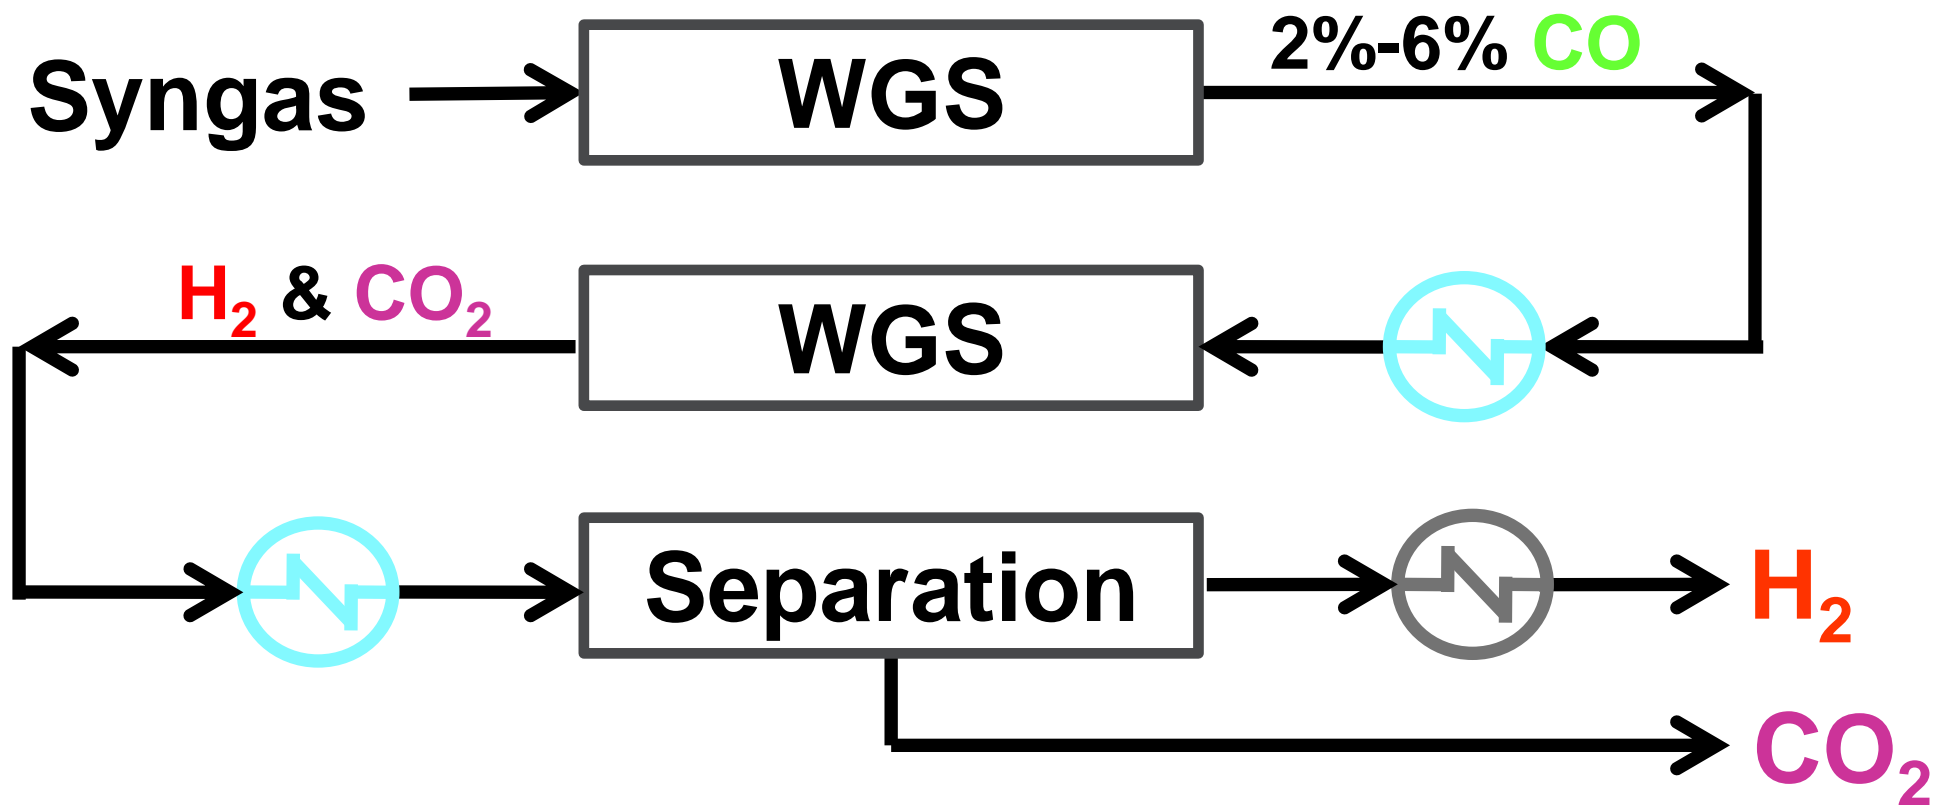 Syngas
WGS
2%-6% CO
H₂ & CO₂
WGS
Separation
H₂
CO₂